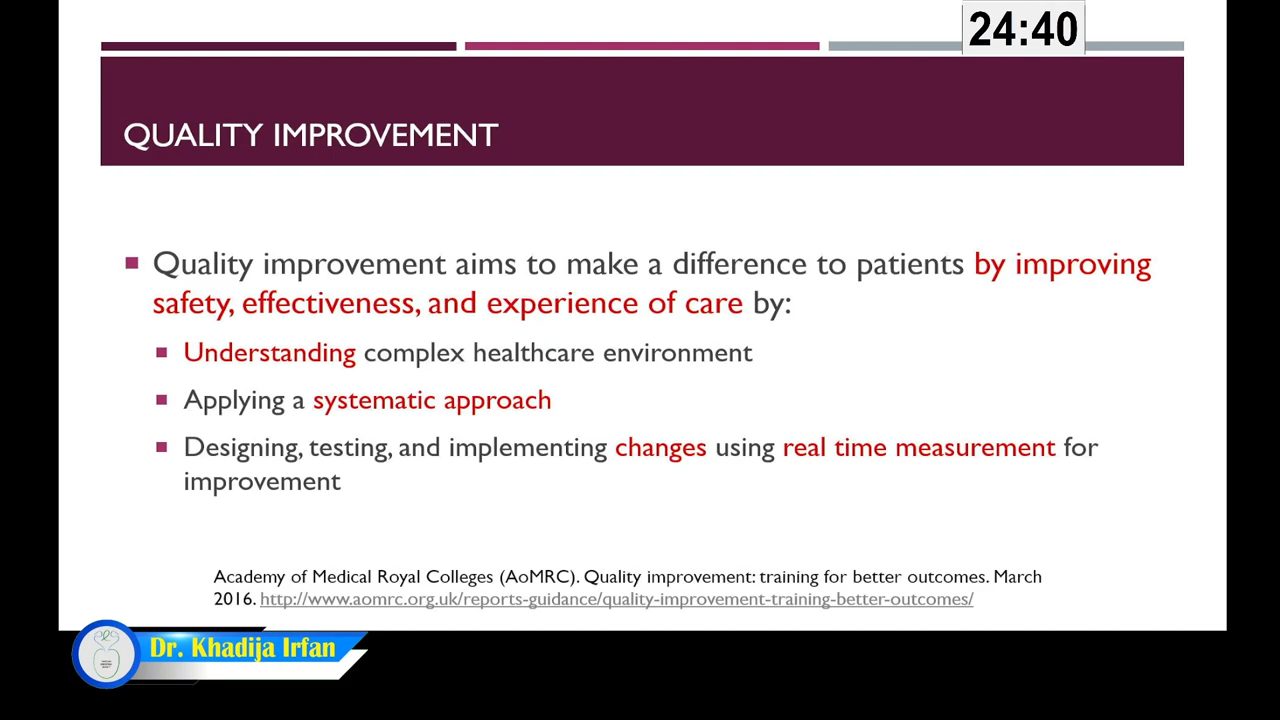 24:40
QUALITY IMPROVEMENT
Quality improvement aims to make a difference to patients by improving
safety, effectiveness, and experience of care by:
Understanding complex healthcare environment
Applying a systematic approach
Designing, testing, and implementing changes using real time measurement for
improvement
Academy of Medical Royal Colleges (AoMRC). Quality improvement: training for better outcomes. March
2016. http://www.aomrc.org.uk/reports-guidance/quality-improvement-training-better-outcomes/
Dr. Khadija Irfan